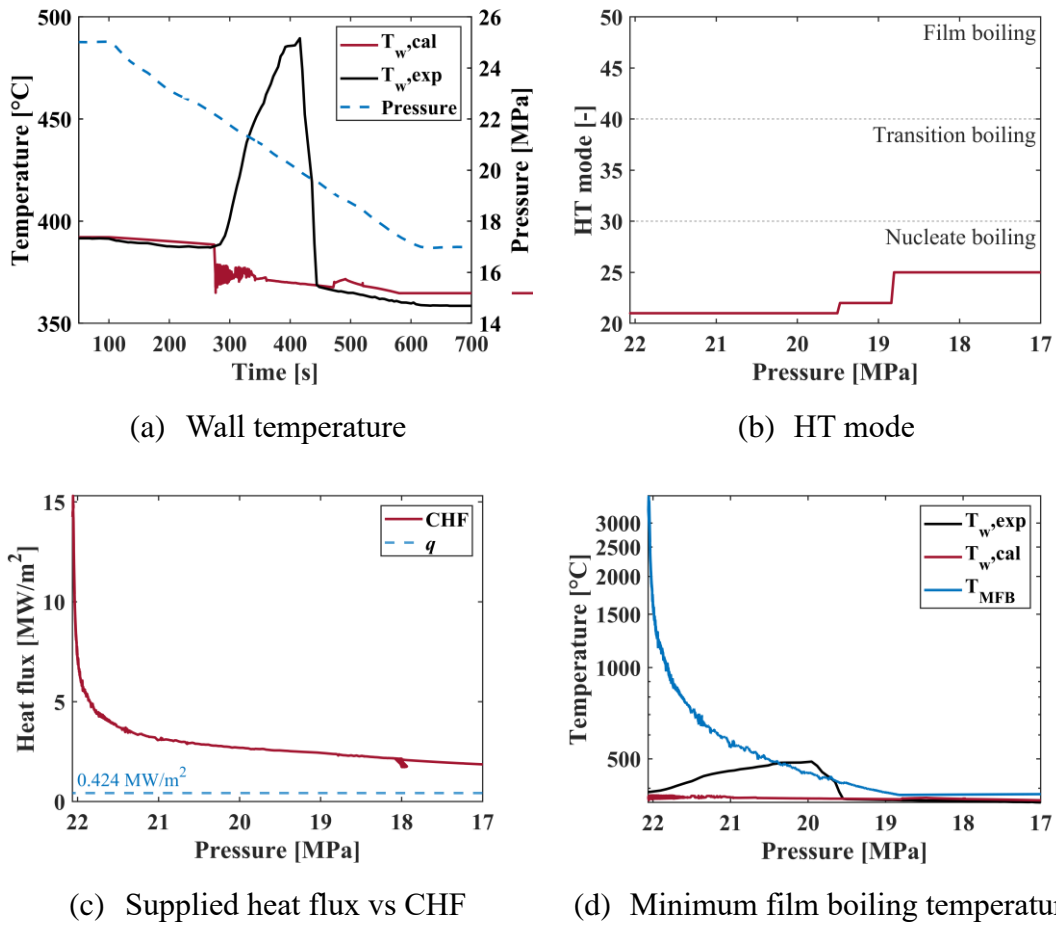 500
450
400
350
Temperature [°C]
26
24
22
20
18
16
14
Pressure [MPa]
T_w,cal
T_w,exp
Pressure
100 200 300 400 500 600 700
Time [s]
(a) Wall temperature
50
45
40
35
30
25
20
HT mode [-]
Film boiling
Transition boiling
Nucleate boiling
22 21 20 19 18 17
Pressure [MPa]
(b) HT mode
15
10
5
0
Heat flux [MW/m²]
CHF
q
0.424 MW/m²
22 21 20 19 18 17
Pressure [MPa]
(c) Supplied heat flux vs CHF
3000
2500
2000
1500
1000
500
Temperature [°C]
T_w,exp
T_w,cal
T_MFB
22 21 20 19 18 17
Pressure [MPa]
(d) Minimum film boiling temperatur